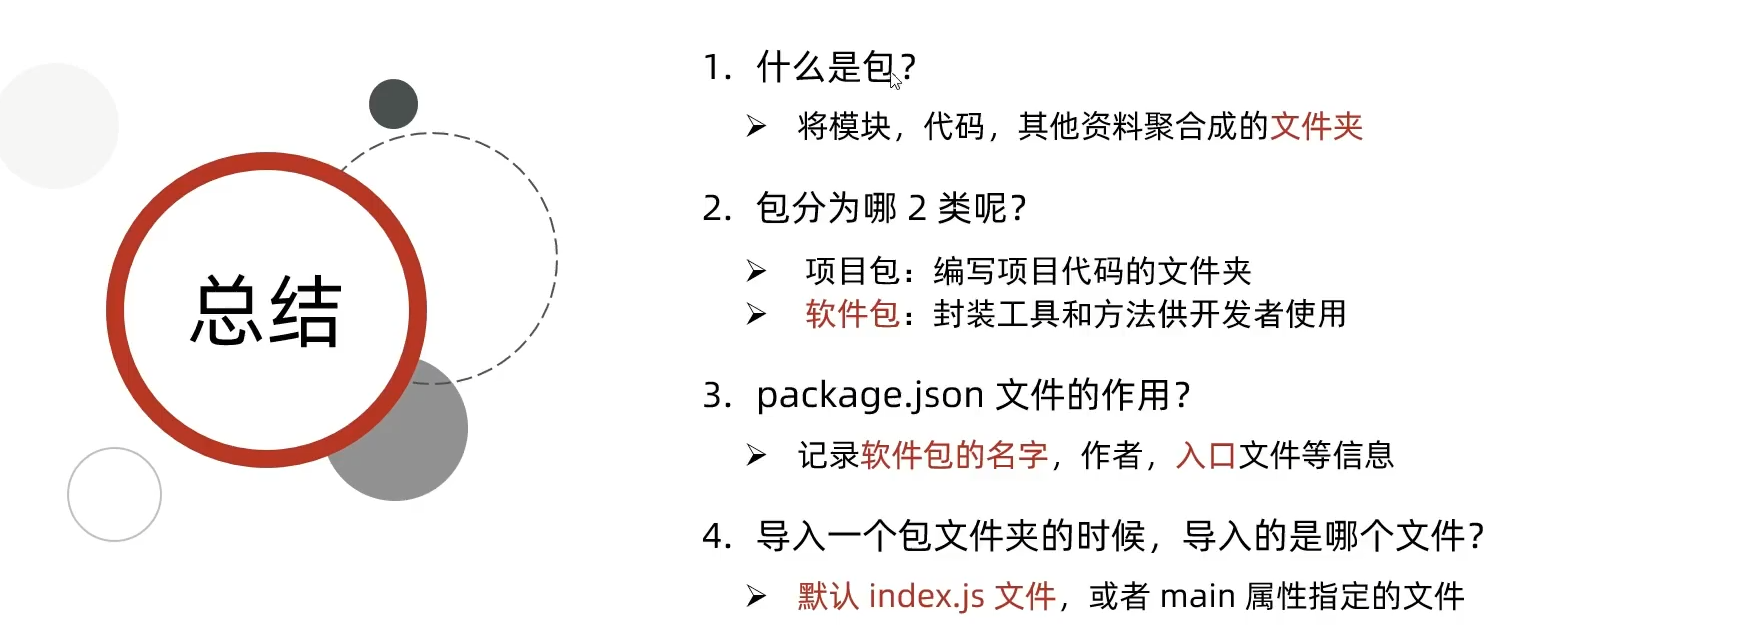 总结
1. 什么是包？
➢ 将模块，代码，其他资料聚合成的文件夹
2. 包分为哪 2 类呢？
➢ 项目包：编写项目代码的文件夹
➢ 软件包：封装工具和方法供开发者使用
3. package.json 文件的作用？
➢ 记录软件包的名字，作者，入口文件等信息
4. 导入一个包文件夹的时候，导入的是哪个文件？
➢ 默认 index.js 文件，或者 main 属性指定的文件